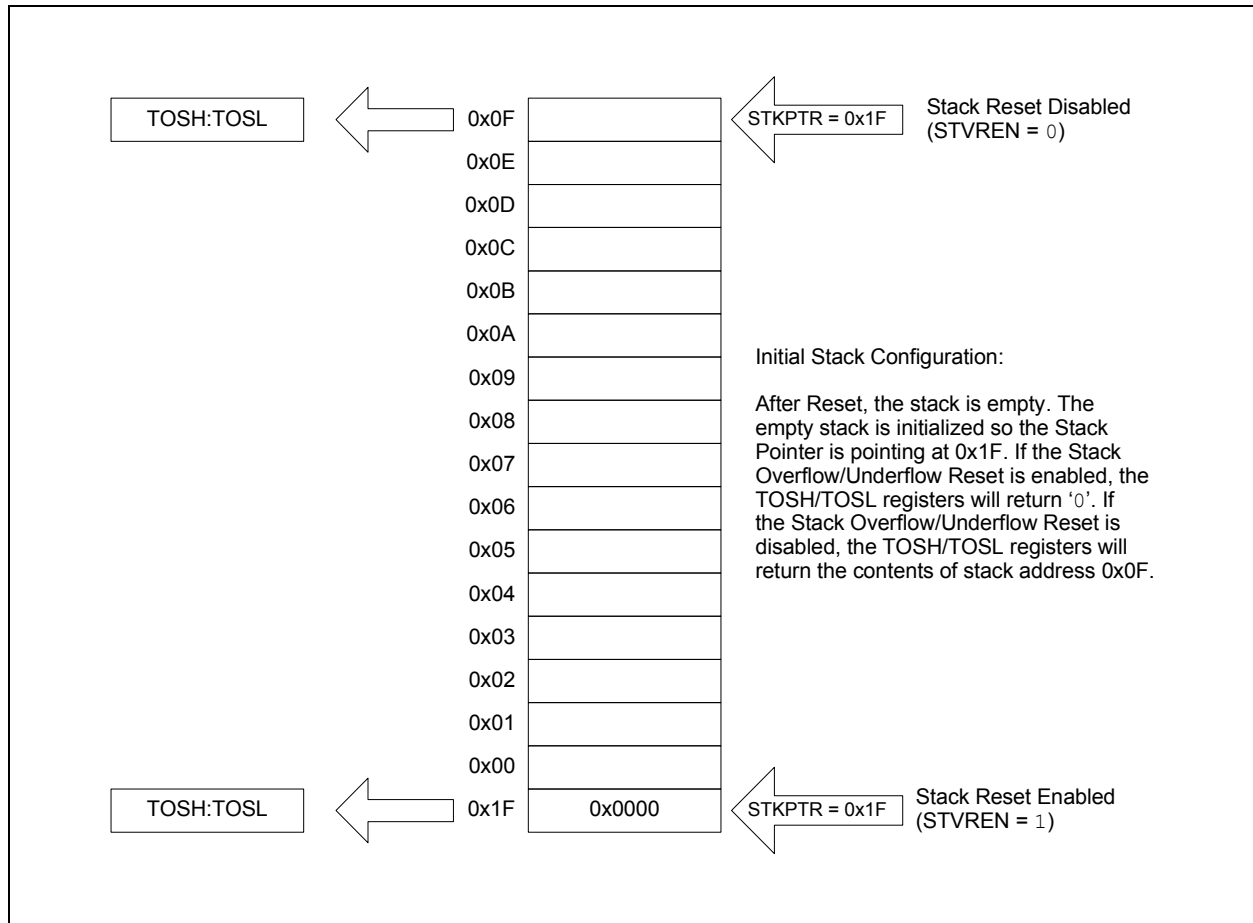 TOSH:TOSL
0x0F
STKPTR = 0x1F
Stack Reset Disabled
(STVREN = 0)
0x0E
0x0D
0x0C
0x0B
0x0A
0x09
0x08
0x07
0x06
0x05
0x04
0x03
0x02
0x01
0x00
Initial Stack Configuration:
After Reset, the stack is empty. The
empty stack is initialized so the Stack
Pointer is pointing at 0x1F. If the Stack
Overflow/Underflow Reset is enabled, the
TOSH/TOSL registers will return ‘0’. If
the Stack Overflow/Underflow Reset is
disabled, the TOSH/TOSL registers will
return the contents of stack address 0x0F.
TOSH:TOSL
0x1F
0x0000
STKPTR = 0x1F
Stack Reset Enabled
(STVREN = 1)